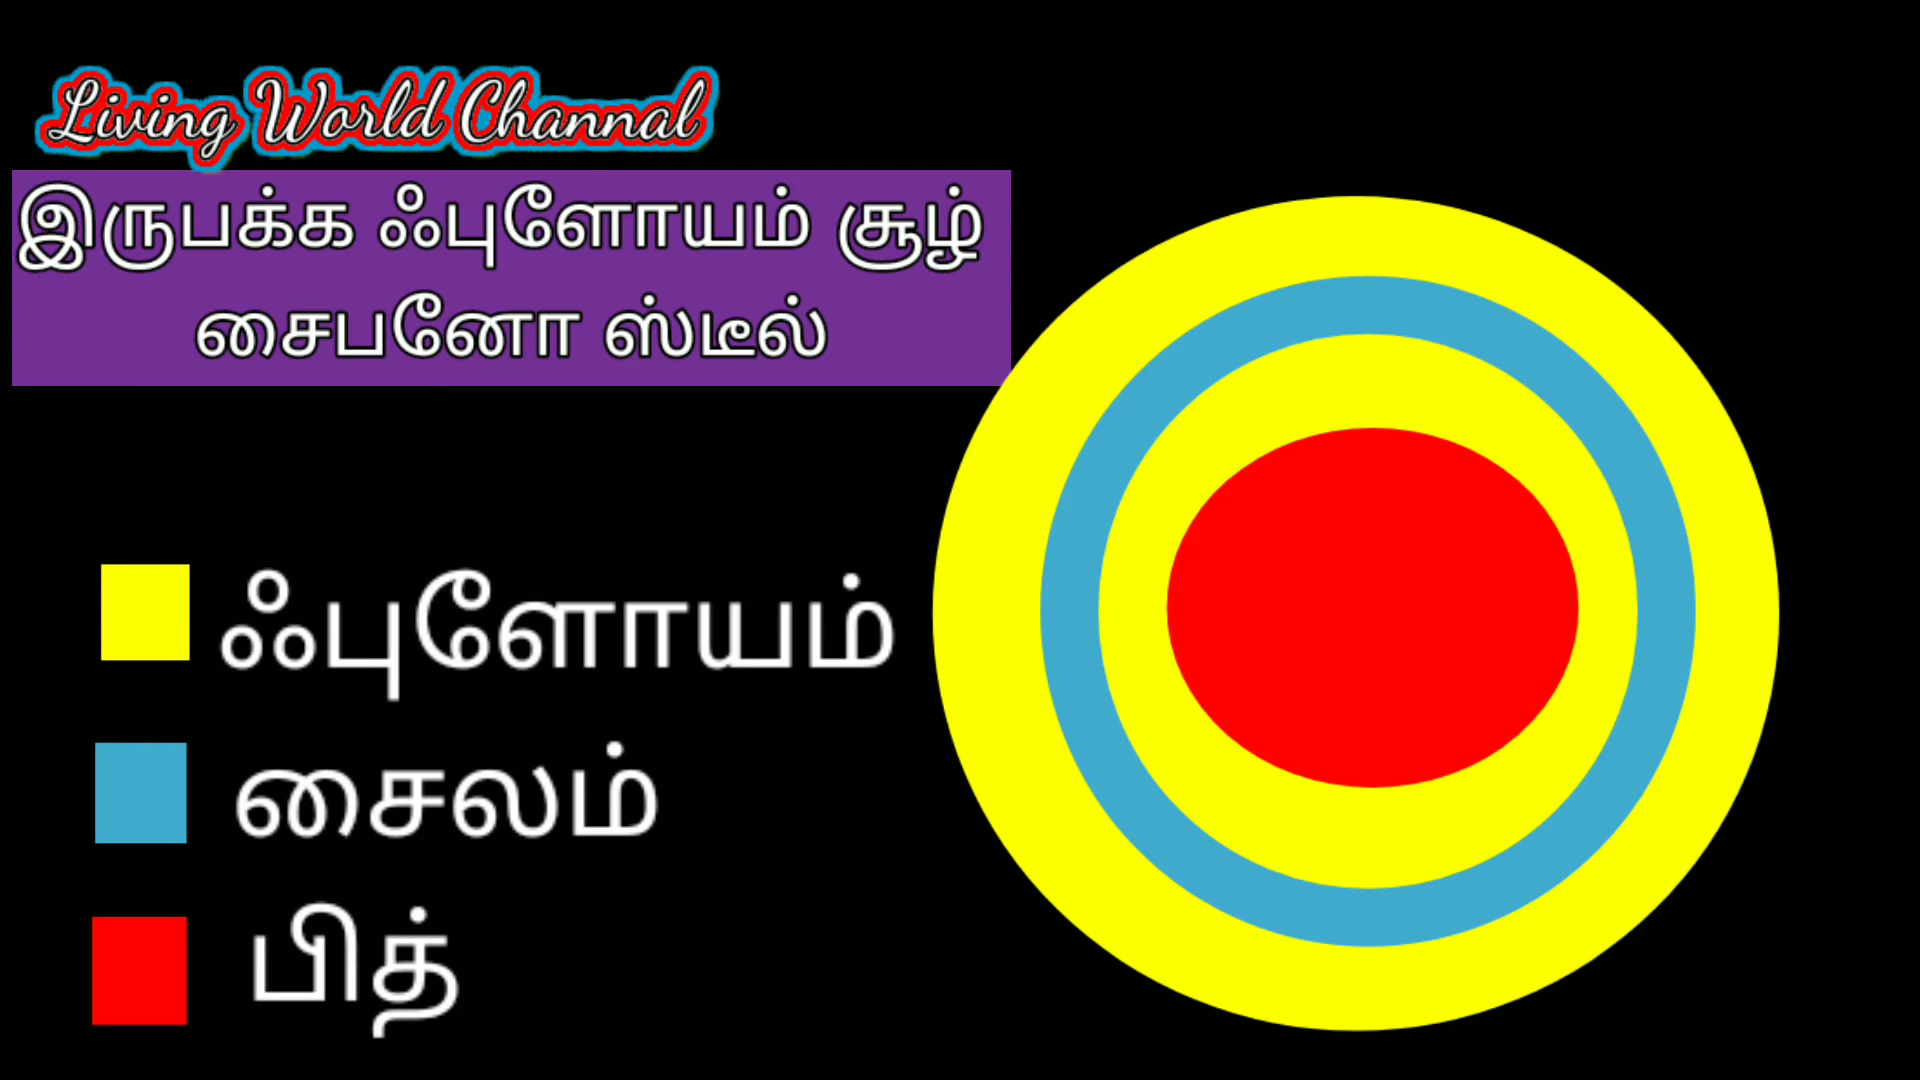 Living World Channal
இருபக்க ஃபுளோயம் சூழ்
சைபனோ ஸ்டீல்
ஃபுளோயம்
சைலம்
பித்